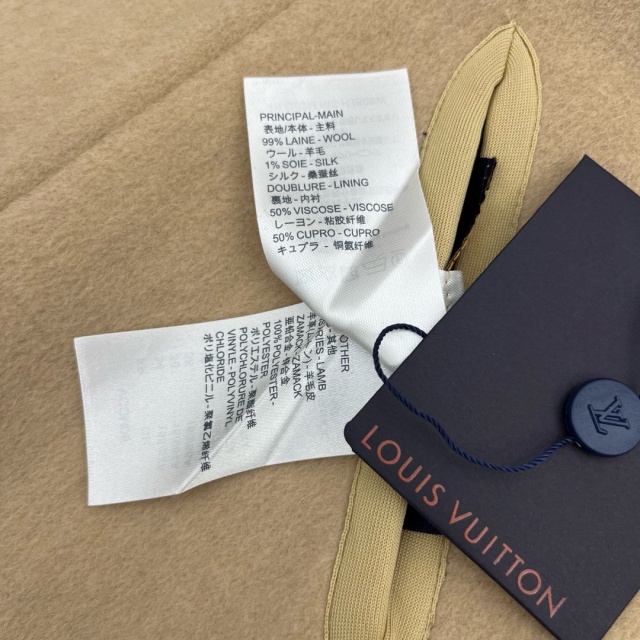 PRINCIPAL-MAIN
表地/本体 - 主料
99% LAINE - WOOL
ウール - 羊毛
1% SOIE - SILK
シルク - 桑蚕丝
DOUBLURE - LINING
裏地 - 内衬
50% VISCOSE - VISCOSE
レーヨン - 粘胶纤维
50% CUPRO - CUPRO
キュプラ - 铜氨纤维
OTHER
- 其他
- LAMB
- 羊毛皮
ZAMAC - ZAMACK
亜鉛合金 - 锌合金
100% POLYESTER -
POLYESTER
ポリエステル - 聚酯纤维
POLYCHLORURE DE
VINYLE - POLYVINYL
CHLORIDE
ポリ塩化ビニール - 聚氯乙烯纤维
LV
LOUIS VUITTON